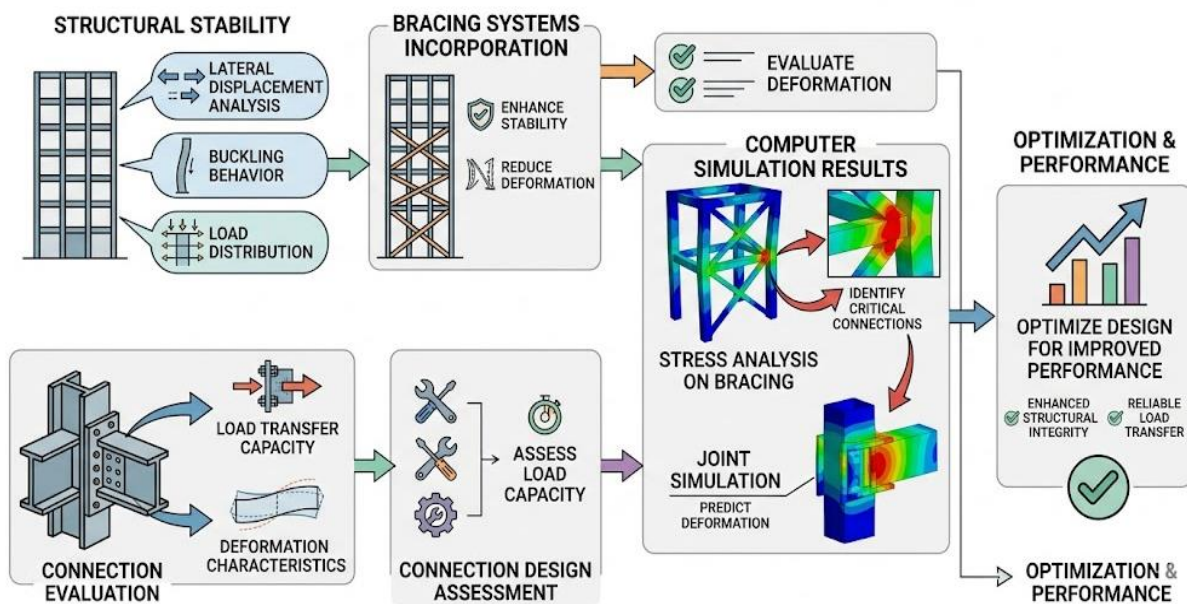 STRUCTURAL STABILITY
LATERAL
DISPLACEMENT
ANALYSIS
BUCKLING
BEHAVIOR
LOAD
DISTRIBUTION
BRACING SYSTEMS
INCORPORATION
ENHANCE
STABILITY
REDUCE
DEFORMATION
EVALUATE
DEFORMATION
COMPUTER
SIMULATION RESULTS
IDENTIFY
CRITICAL
CONNECTIONS
STRESS ANALYSIS
ON BRACING
JOINT
SIMULATION
PREDICT
DEFORMATION
OPTIMIZATION &
PERFORMANCE
OPTIMIZE DESIGN
FOR IMPROVED
PERFORMANCE
ENHANCED
STRUCTURAL
INTEGRITY
RELIABLE
LOAD
TRANSFER
LOAD TRANSFER
CAPACITY
DEFORMATION
CHARACTERISTICS
CONNECTION
EVALUATION
ASSESS
LOAD
CAPACITY
CONNECTION DESIGN
ASSESSMENT
OPTIMIZATION &
PERFORMANCE